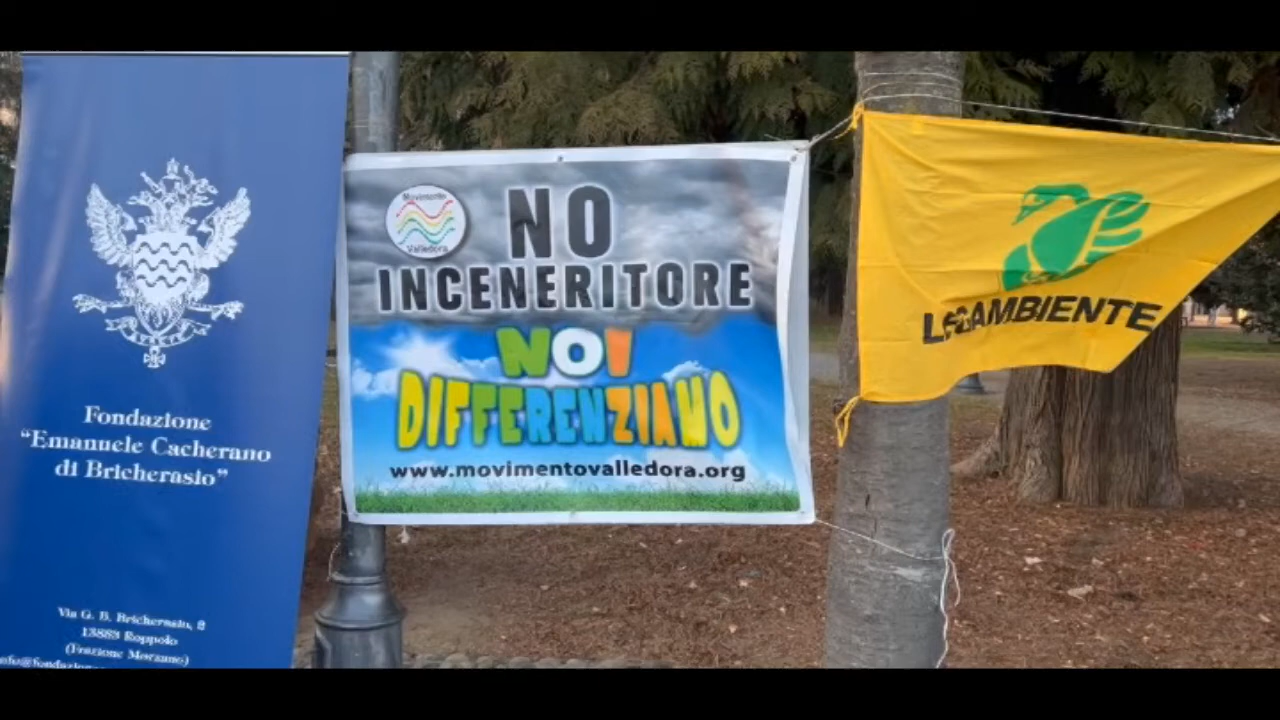 Fondazione
"Emanuele Cacherano
di Bricherasio"
Via G. B. Bricherasio, 2
13883 Roppolo
(Frazione Morzano)
Movimento
Valledora
NO
INCENERITORE
NOI
DIFFERENZIAMO
www.movimentovalledora.org
LEGAMBIENTE